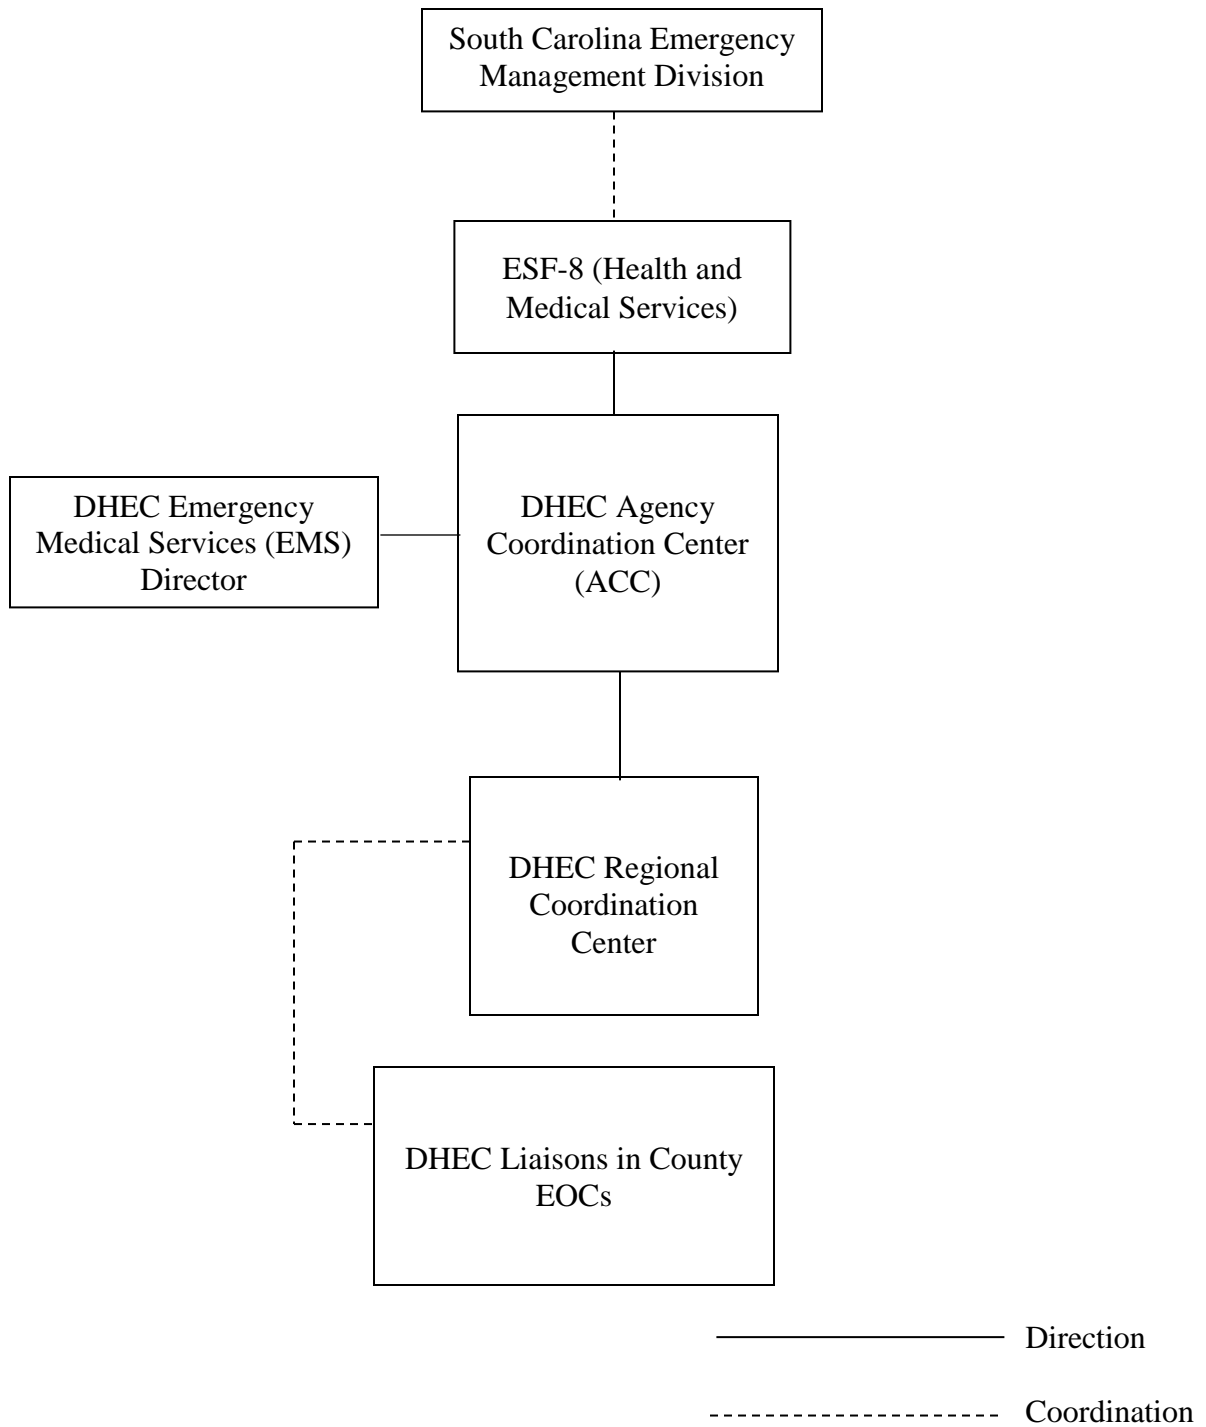 South Carolina Emergency
Management Division
ESF-8 (Health and
Medical Services)
DHEC Emergency
Medical Services (EMS)
Director
DHEC Agency
Coordination Center
(ACC)
DHEC Regional
Coordination
Center
DHEC Liaisons in County
EOCs
Direction
Coordination